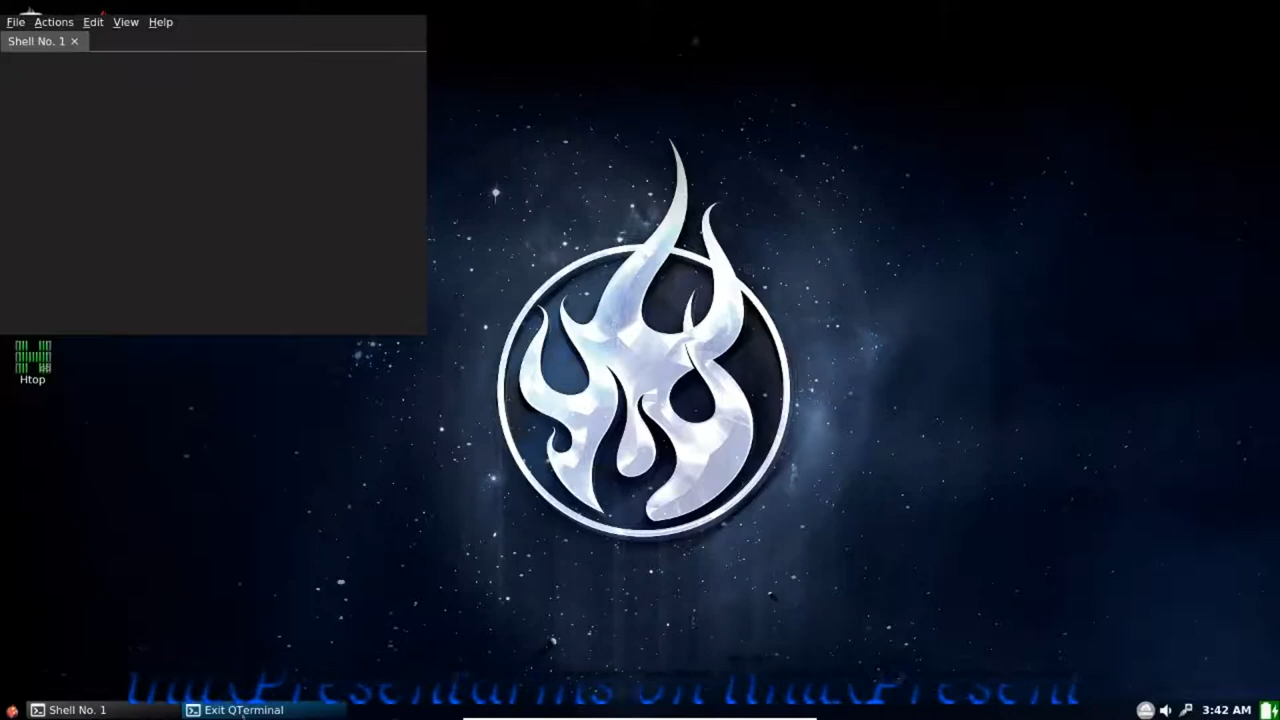 File Actions Edit View Help
Shell No. 1
Htop
Shell No. 1
Exit QTerminal
3:42 AM